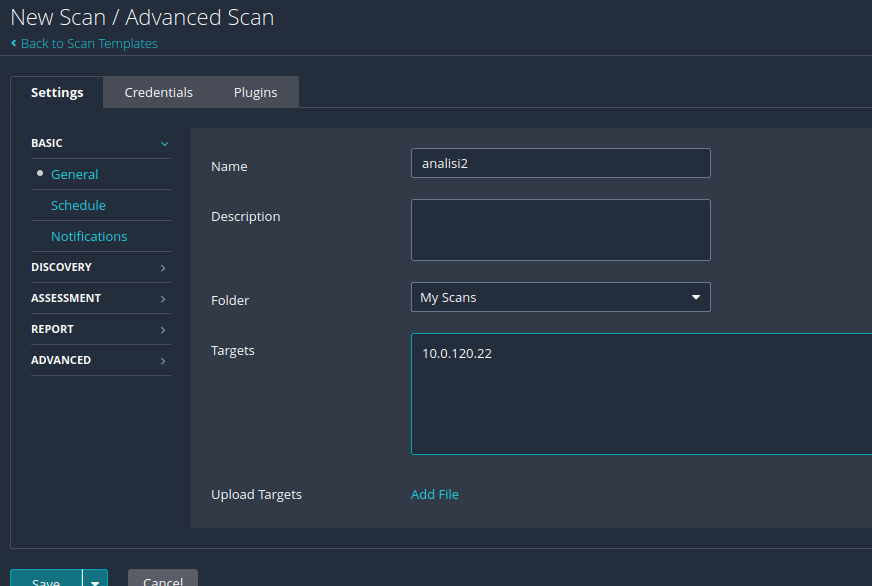 New Scan / Advanced Scan
Back to Scan Templates
Settings Credentials Plugins
BASIC
General
Schedule
Notifications
DISCOVERY
ASSESSMENT
REPORT
ADVANCED
Name analisi2
Description
Folder My Scans
Targets 10.0.120.22
Upload Targets Add File
Save Cancel